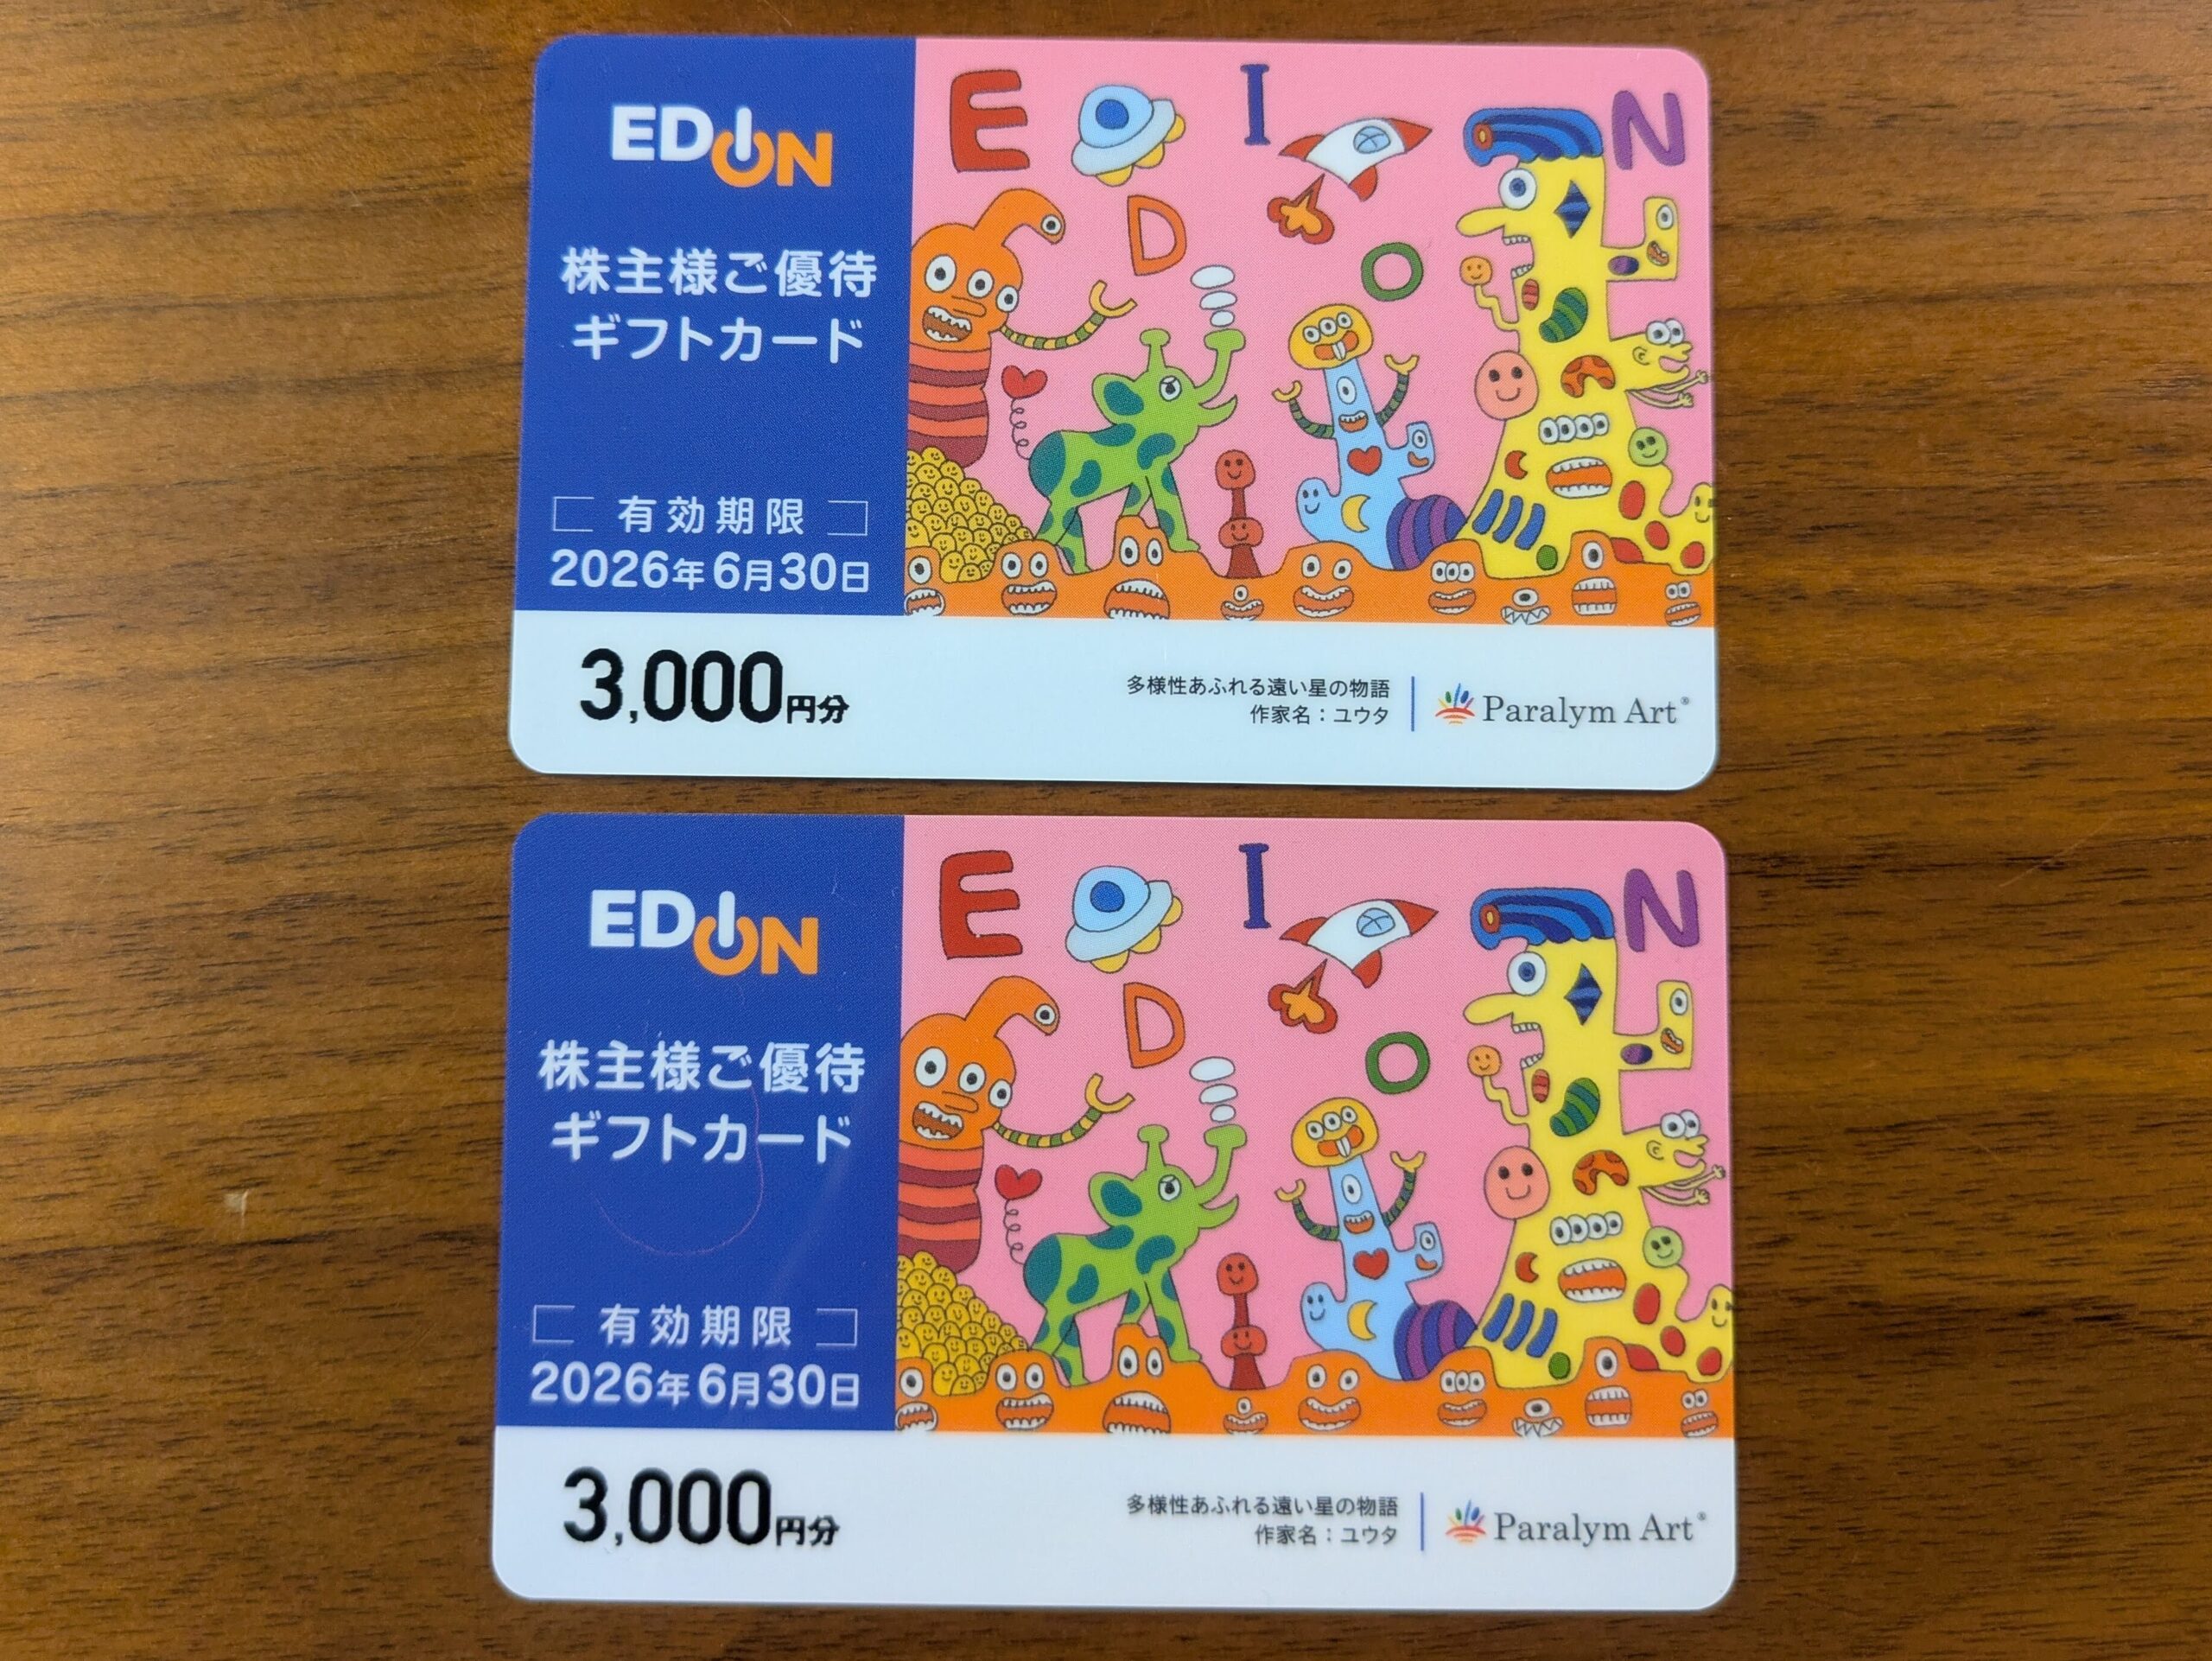 EDION
株主様ご優待
ギフトカード
有効期限
2026年6月30日
E
I
N
D
O
3,000円分
多様性あふれる遠い星の物語
作家名：ユウタ
Paralym Art®
EDION
株主様ご優待
ギフトカード
有効期限
2026年6月30日
E
I
N
D
O
3,000円分
多様性あふれる遠い星の物語
作家名：ユウタ
Paralym Art®